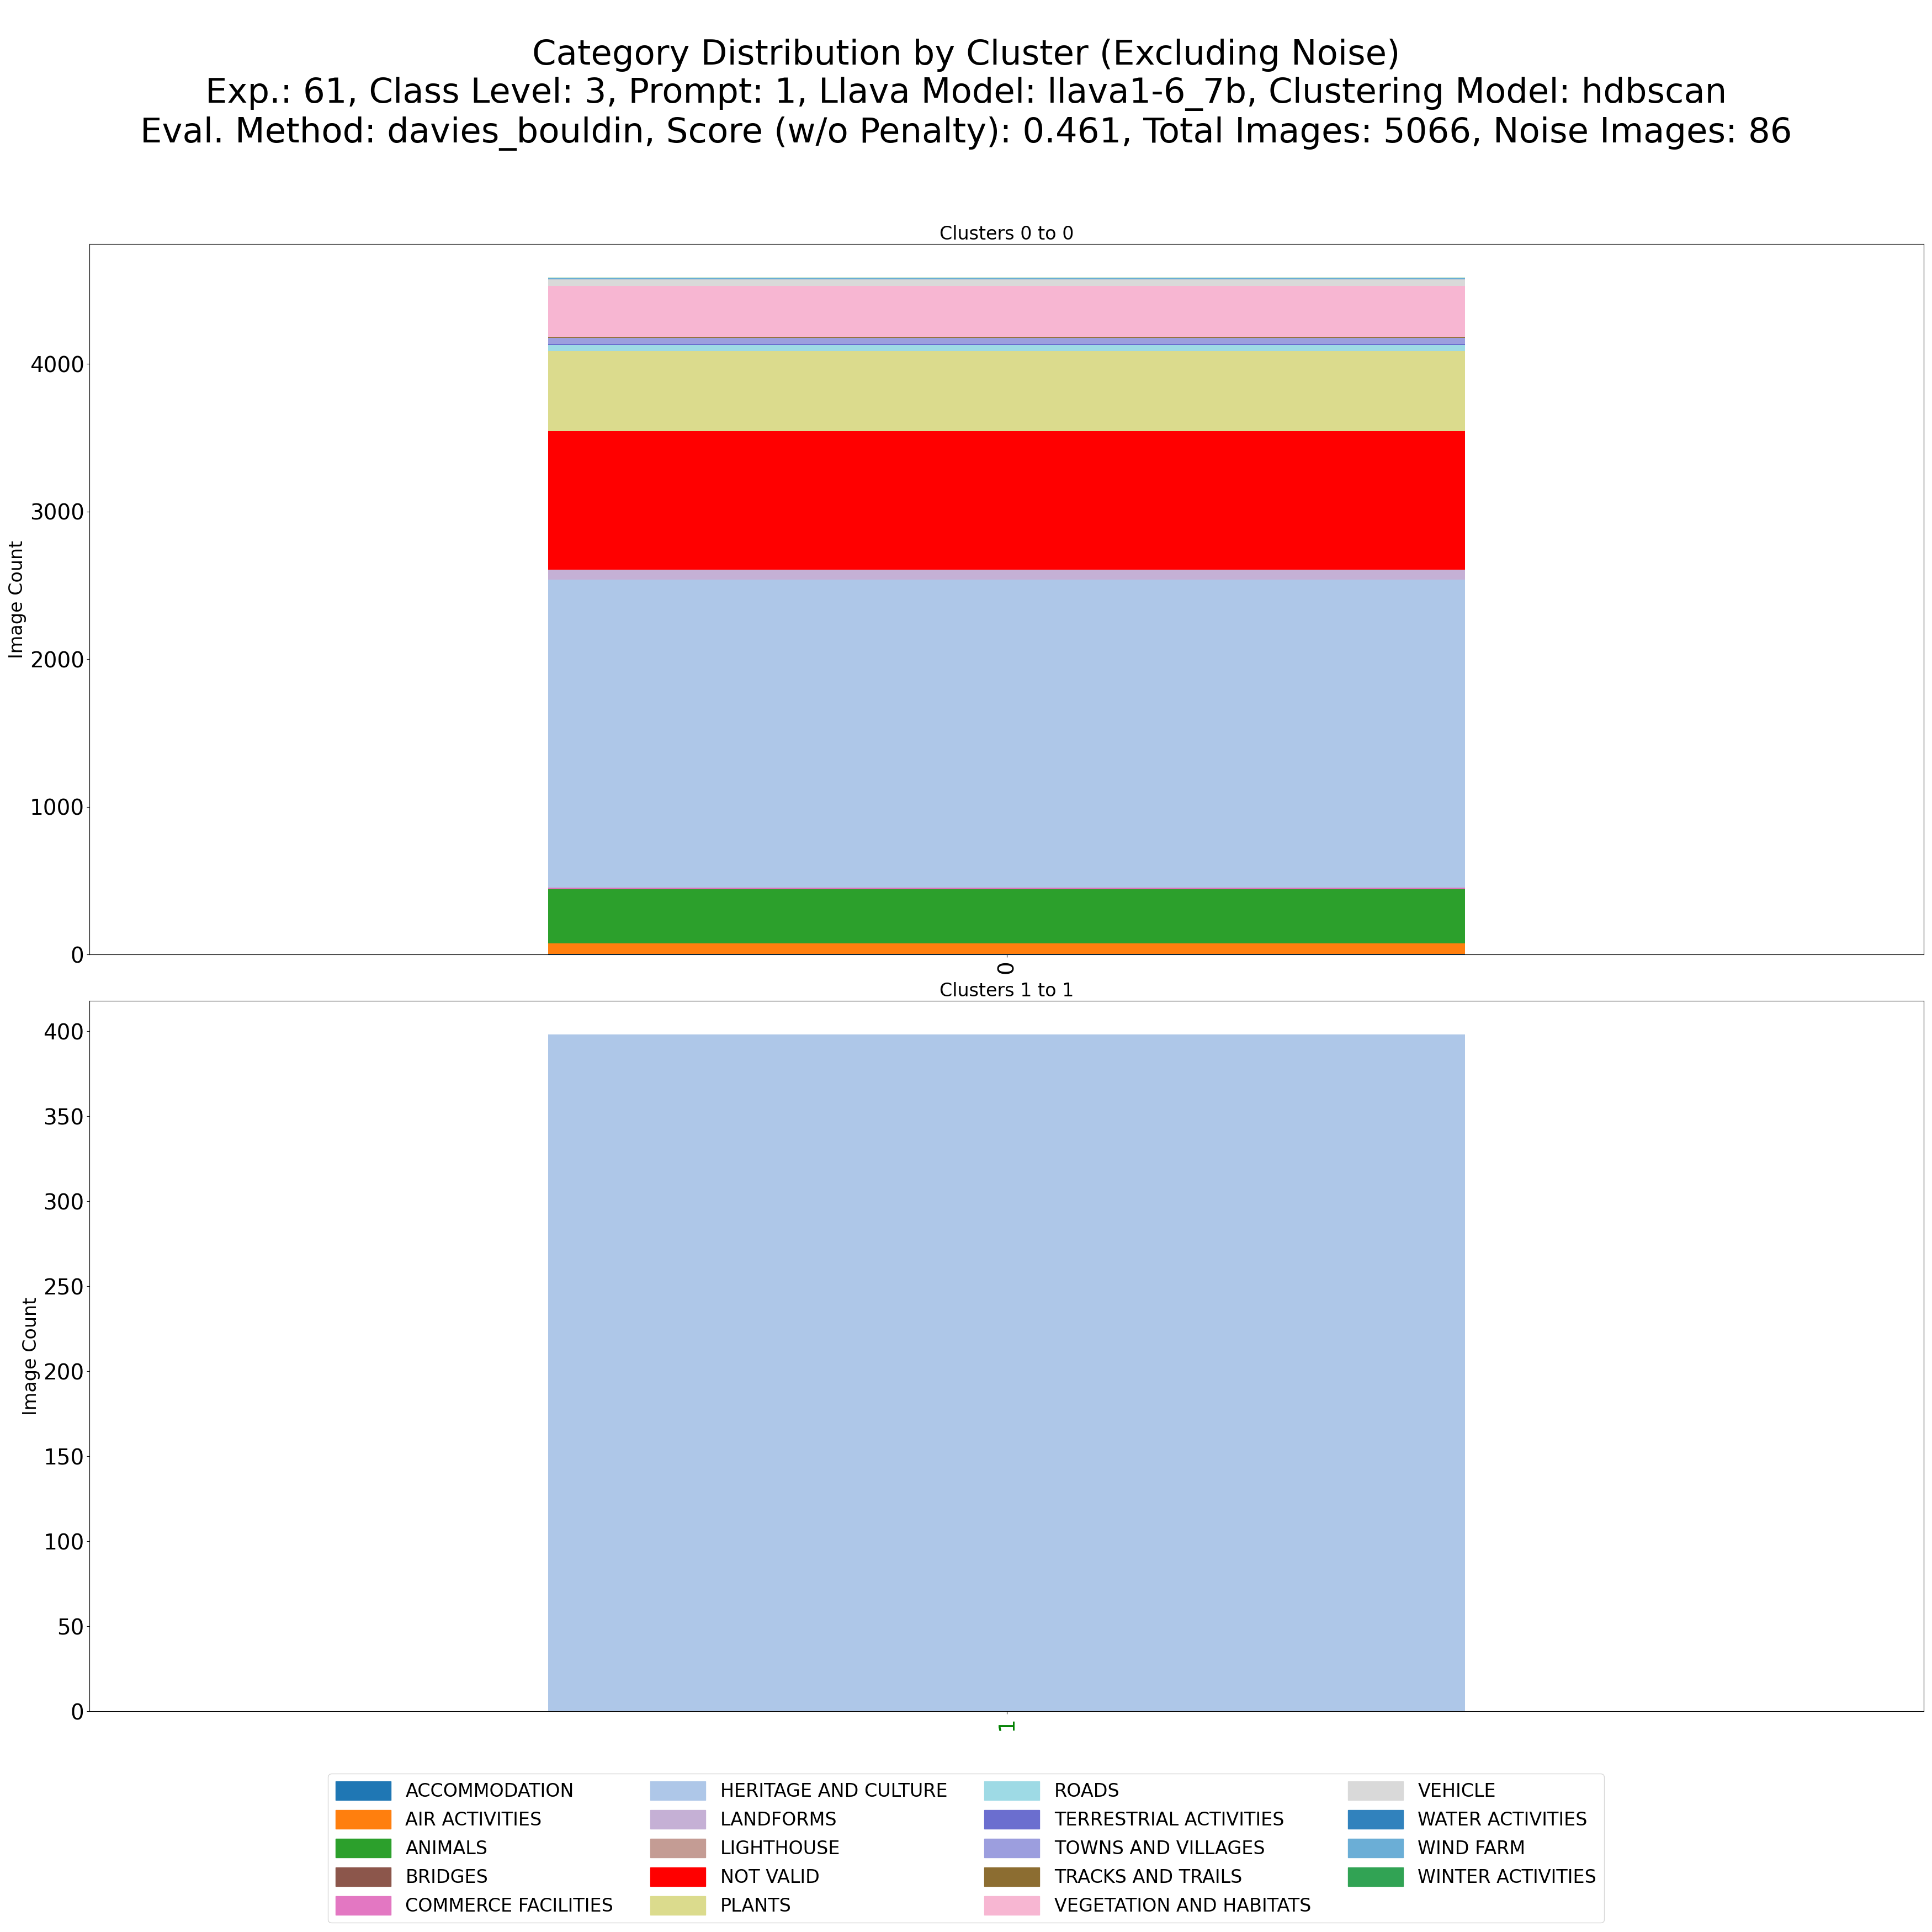 Category Distribution by Cluster (Excluding Noise)
Exp.: 61, Class Level: 3, Prompt: 1, Llava Model: llava1-6_7b, Clustering Model: hdbscan
Eval. Method: davies_bouldin, Score (w/o Penalty): 0.461, Total Images: 5066, Noise Images: 86
Clusters 0 to 0
Image Count
4000
3000
2000
1000
0
0
Clusters 1 to 1
Image Count
400
350
300
250
200
150
100
50
0
1
ACCOMMODATION
AIR ACTIVITIES
ANIMALS
BRIDGES
COMMERCE FACILITIES
HERITAGE AND CULTURE
LANDFORMS
LIGHTHOUSE
NOT VALID
PLANTS
ROADS
TERRESTRIAL ACTIVITIES
TOWNS AND VILLAGES
TRACKS AND TRAILS
VEGETATION AND HABITATS
VEHICLE
WATER ACTIVITIES
WIND FARM
WINTER ACTIVITIES